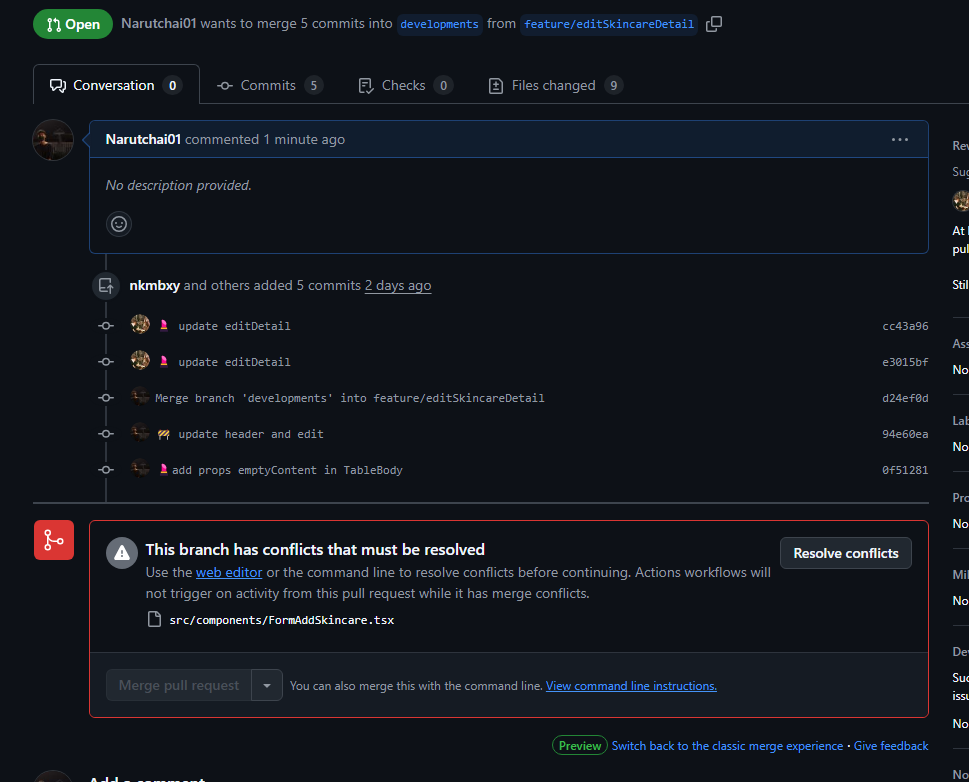 Open Narutchai01 wants to merge 5 commits into developments from feature/editSkincareDetail
Conversation 0 Commits 5 Checks 0 Files changed 9
Narutchai01 commented 1 minute ago ...
No description provided.
nkmbxy and others added 5 commits 2 days ago
update editDetail cc43a96
update editDetail e3015bf
Merge branch 'developments' into feature/editSkincareDetail d24ef0d
update header and edit 94e60ea
add props emptyContent in TableBody 0f51281
This branch has conflicts that must be resolved
Resolve conflicts
Use the web editor or the command line to resolve conflicts before continuing. Actions workflows will
not trigger on activity from this pull request while it has merge conflicts.
src/components/FormAddSkincare.tsx
Merge pull request You can also merge this with the command line. View command line instructions.
Preview Switch back to the classic merge experience · Give feedback
Add a comment
Rev
Sug
At l
pul
Stil
Ass
No
Lab
No
Pro
No
Mil
No
Dev
Suc
issu
No
No